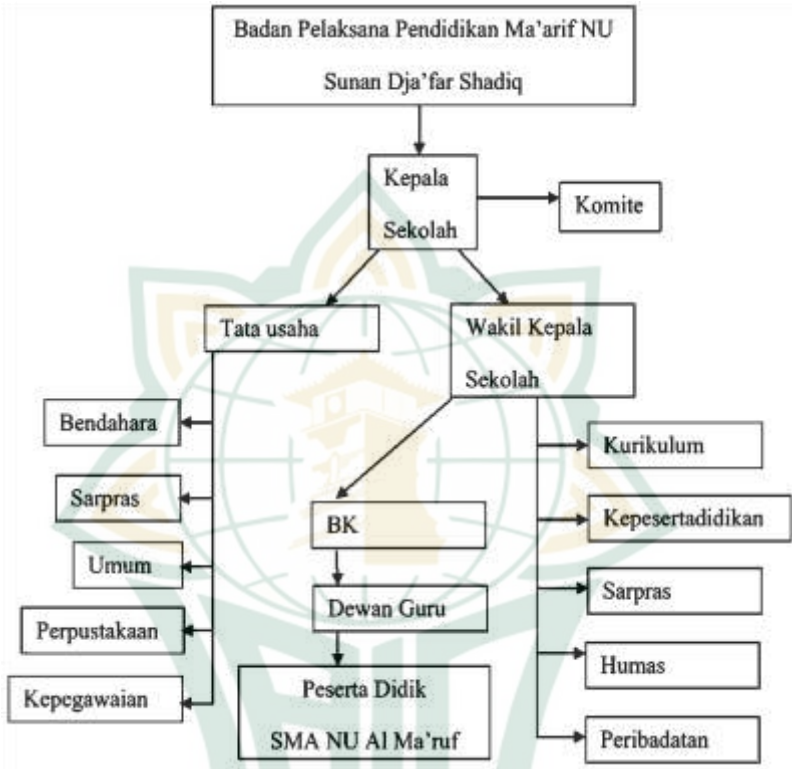 Badan Pelaksana Pendidikan Ma'arif NU
Sunan Dja'far Shadiq
Kepala
Sekolah
Komite
Tata usaha
Wakil Kepala
Sekolah
Bendahara
Sarpras
Umum
Perpustakaan
Kepegawaian
BK
Dewan Guru
Peserta Didik
SMA NU Al Ma'ruf
Kurikulum
Kepesertadidikan
Sarpras
Humas
Peribadatan